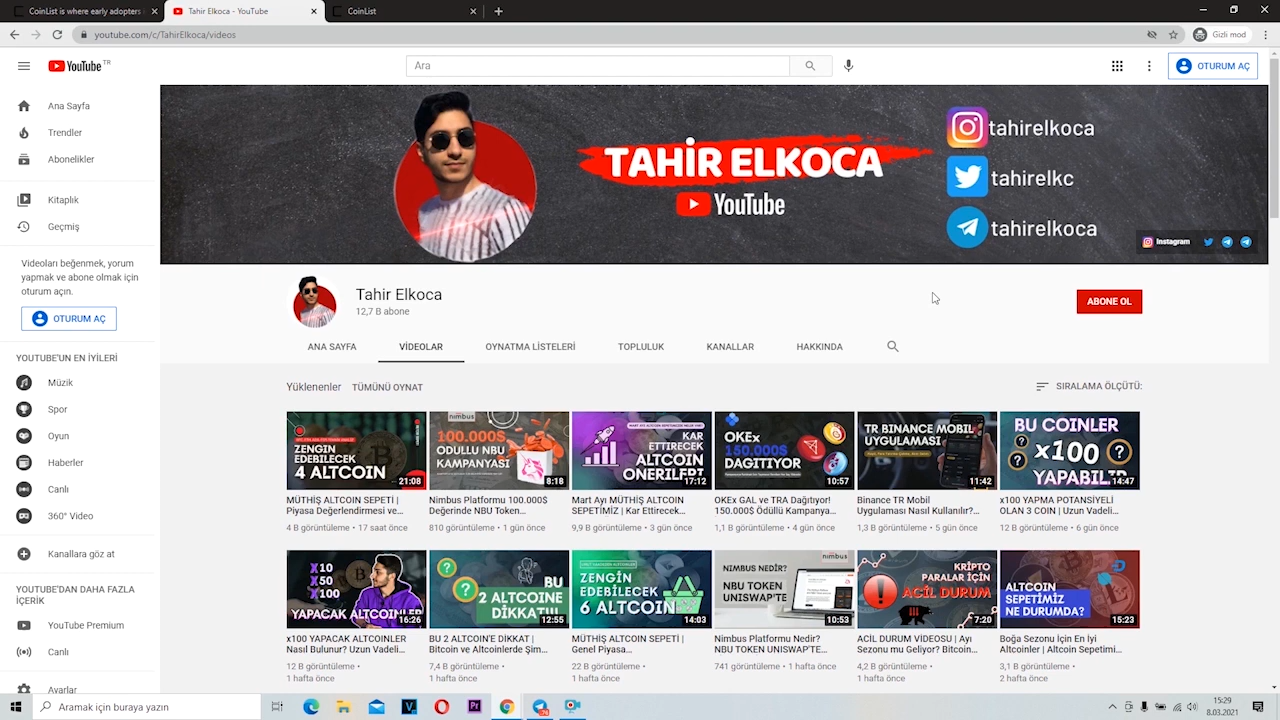 CoinList is where early adopters
Tahir Elkoca - YouTube
CoinList
youtube.com/c/TahirElkoca/videos
Gizli mod
YouTube TR
Ara
OTURUM AÇ
Ana Sayfa
Trendler
Abonelikler
Kitaplık
Geçmiş
Videoları beğenmek, yorum
yapmak ve abone olmak için
oturum açın.
OTURUM AÇ
YOUTUBE'UN EN İYİLERİ
Müzik
Spor
Oyun
Haberler
Canlı
360° Video
Kanallara göz at
YOUTUBE'DAN DAHA FAZLA
İÇERİK
YouTube Premium
Canlı
Ayarlar
TAHİR ELKOCA
YouTube
tahirelkoca
tahirelkc
tahirelkoca
Instagram
Tahir Elkoca
12,7 B abone
ABONE OL
ANA SAYFA
VİDEOLAR
OYNATMA LİSTELERİ
TOPLULUK
KANALLAR
HAKKINDA
Yüklenenler
TÜMÜNÜ OYNAT
SIRALAMA ÖLÇÜTÜ:
ZENGİN
EDEBİLECEK
4 ALTCOIN
21:08
MÜTHİŞ ALTCOIN SEPETİ |
Piyasa Değerlendirmesi ve...
4 B görüntüleme • 17 saat önce
nimbus
100.000$
ÖDÜLLÜ NBU
KAMPANYASI
8:18
Nimbus Platformu 100.000$
Değerinde NBU Token...
810 görüntüleme • 1 gün önce
KAR
ETTİRECEK
ALTCOIN
ÖNERİLERİ
17:12
Mart Ayı MÜTHİŞ ALTCOIN
SEPETİMİZ | Kar Ettirecek...
9,9 B görüntüleme • 3 gün önce
OKEx
150.000$
DAGITIYOR
10:57
OKEx GAL ve TRA Dağıtıyor!
150.000$ Ödüllü Kampanya...
1,1 B görüntüleme • 4 gün önce
TR BINANCE MOBIL
UYGULAMASI
11:42
Binance TR Mobil
Uygulaması Nasıl Kullanılır?...
1,3 B görüntüleme • 5 gün önce
BU COINLER
x100
YAPABİLİR
14:47
x100 YAPMA POTANSİYELİ
OLAN 3 COIN | Uzun Vadeli...
12 B görüntüleme • 6 gün önce
X10
X50
X100
YAPACAK ALTCOINLER
16:26
x100 YAPACAK ALTCOINLER
Nasıl Bulunur? Uzun Vadeli...
12 B görüntüleme •
1 hafta önce
BU
2 ALTCOINE
DİKKAT!!!
12:55
BU 2 ALTCOIN'E DİKKAT |
Bitcoin ve Altcoinlerde Şim...
7,4 B görüntüleme •
1 hafta önce
ZENGİN
EDEBİLECEK
6 ALTCOIN
14:03
MÜTHİŞ ALTCOIN SEPETİ |
Genel Piyasa...
22 B görüntüleme •
1 hafta önce
nimbus
NIMBUS NEDİR?
NBU TOKEN
UNISWAP'TE
10:53
Nimbus Platformu Nedir?
NBU TOKEN UNISWAP'TE...
741 görüntüleme • 1 hafta önce
KRİPTO
PARALAR İÇİN
ACİL DURUM
7:20
ACİL DURUM VİDEOSU | Ayı
Sezonu mu Geliyor? Bitcoin...
4,2 B görüntüleme •
1 hafta önce
ALTCOIN
SEPETİMİZ
NE DURUMDA?
15:23
Boğa Sezonu İçin En İyi
Altcoinler | Altcoin Sepetimi...
3,1 B görüntüleme •
1 hafta önce
Aramak için buraya yazın
15:29
8.03.2021